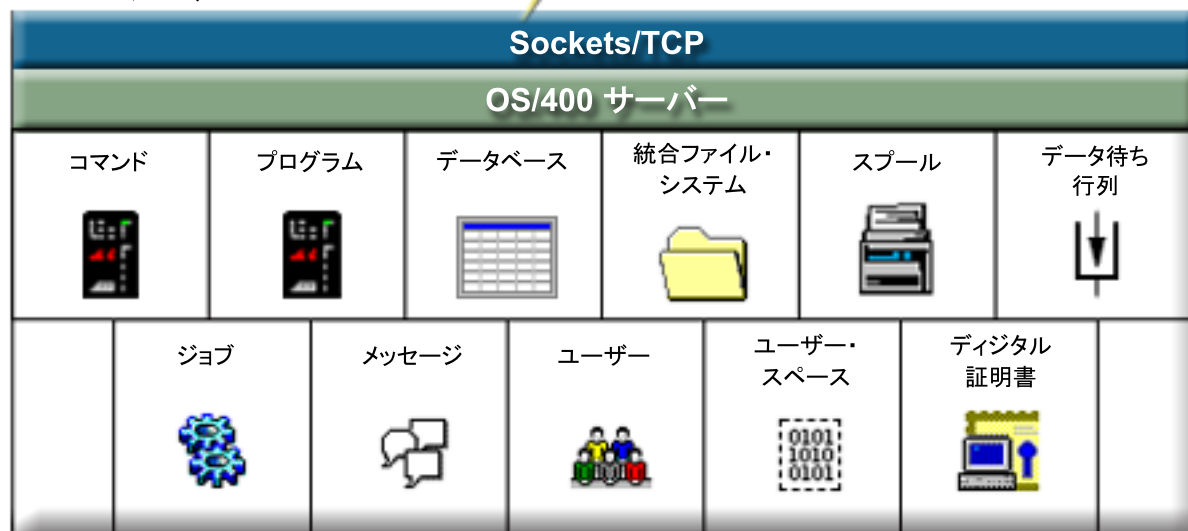 Sockets/TCP
OS/400 サーバー
コマンド
プログラム
データベース
統合ファイル・
システム
スプール
データ待ち
行列
ジョブ
メッセージ
ユーザー
ユーザー・
スペース
0101
1010
0101
ディジタル
証明書